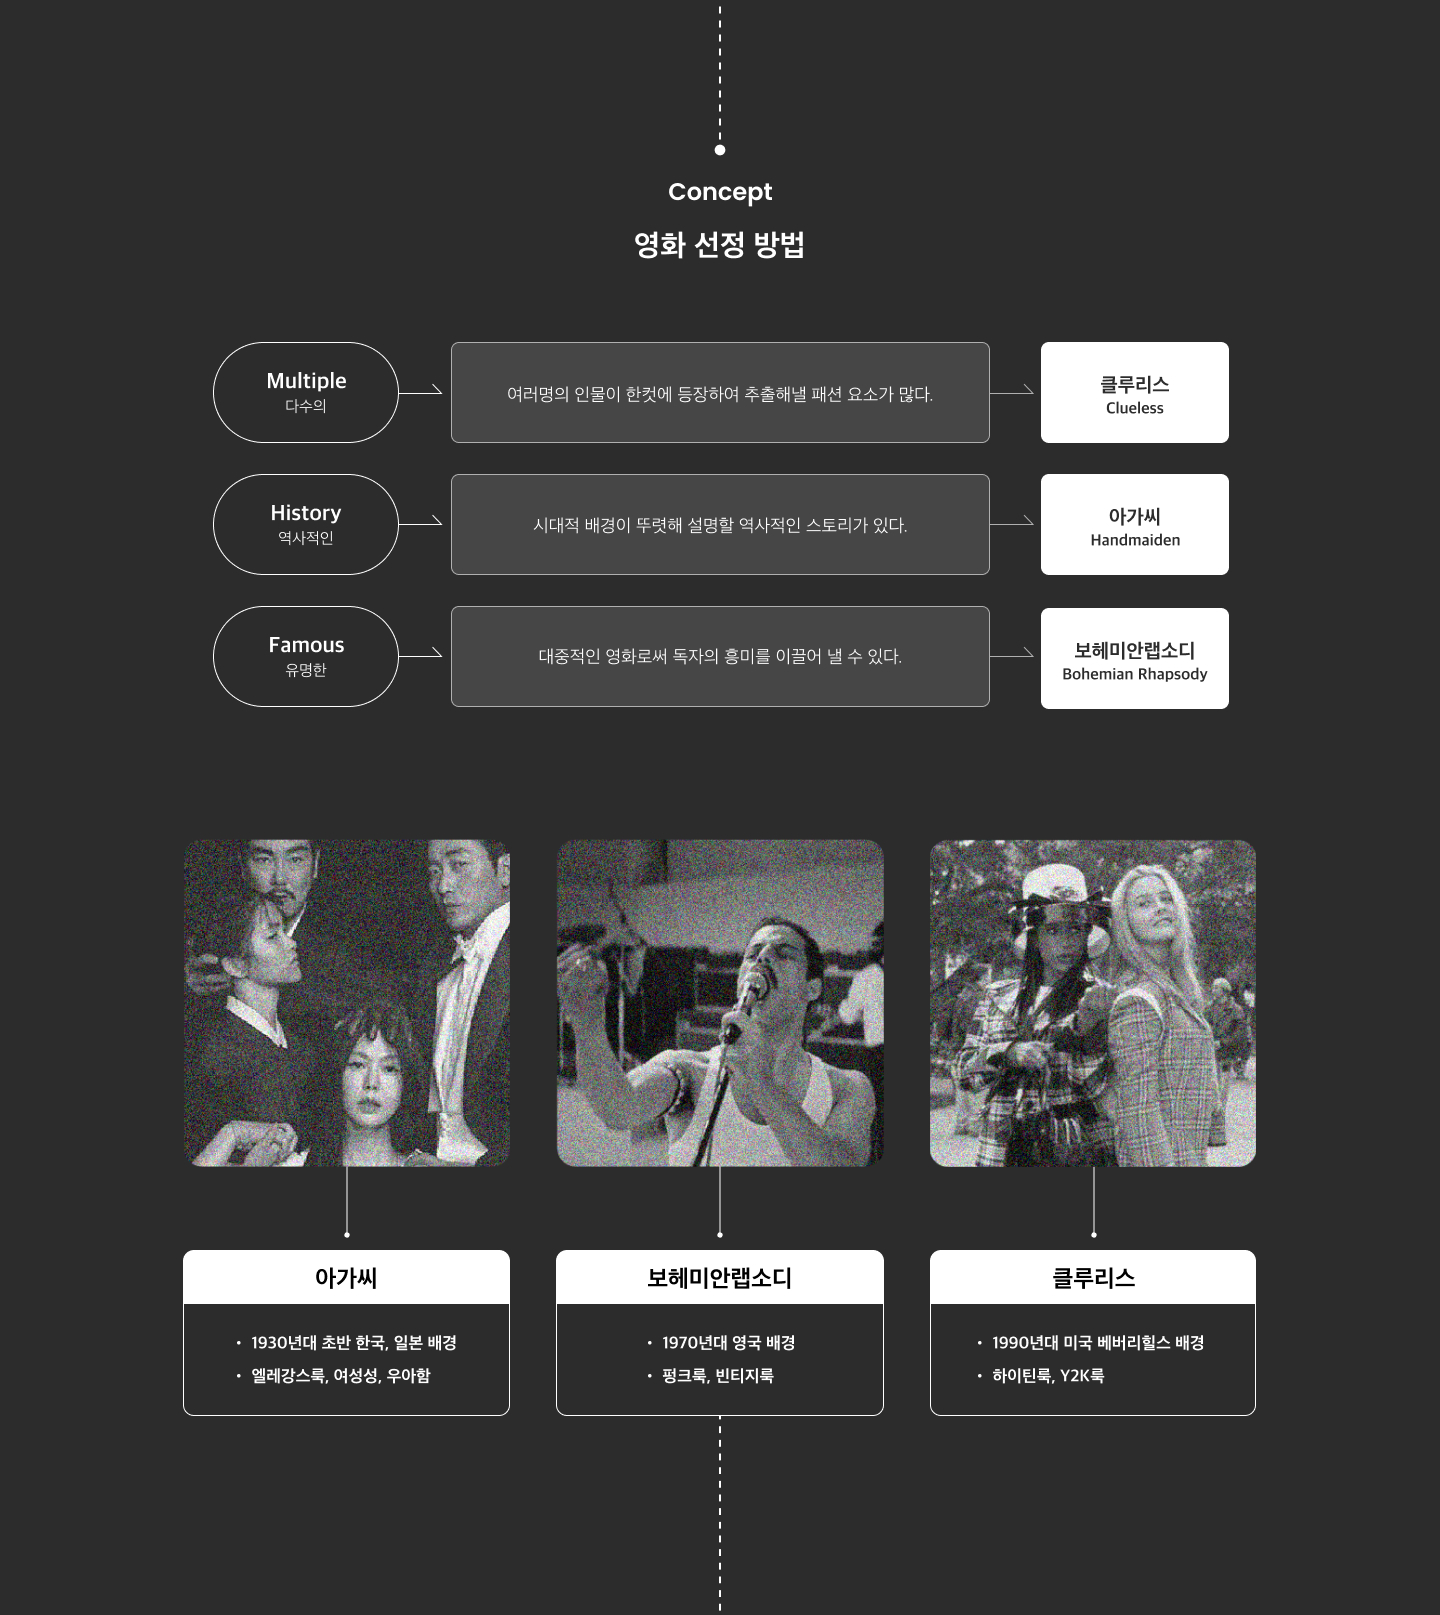 Concept
영화 선정 방법
Multiple
다수의
여러명의 인물이 한컷에 등장하여 추출해낼 패션 요소가 많다.
클루리스
Clueless
History
역사적인
시대적 배경이 뚜렷해 설명할 역사적인 스토리가 있다.
아가씨
Handmaiden
Famous
유명한
대중적인 영화로써 독자의 흥미를 이끌어 낼 수 있다.
보헤미안랩소디
Bohemian Rhapsody
아가씨
• 1930년대 초반 한국, 일본 배경
• 엘레강스룩, 여성성, 우아함
보헤미안랩소디
• 1970년대 영국 배경
• 펑크룩, 빈티지룩
클루리스
• 1990년대 미국 베버리힐스 배경
• 하이틴룩, Y2K룩